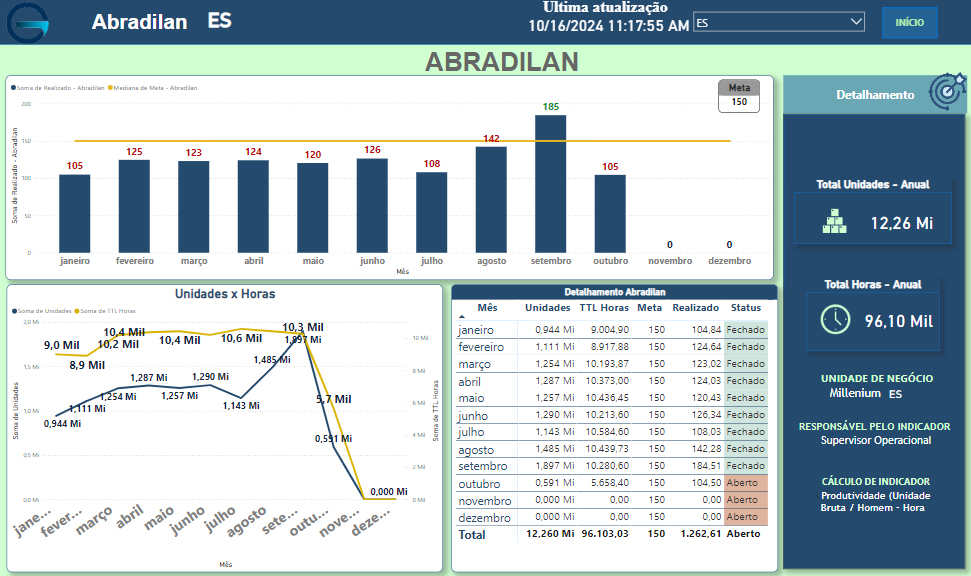 Abradilan ES
Última atualização
10/16/2024 11:17:55 AM
ES
INÍCIO
ABRADILAN
Soma de Realizado - Abradilan Mediana de Meta - Abradilan
Meta
150
Soma de Realizado - Abradilan
200
150
100
50
0
105
125
123
124
120
126
108
142
185
105
0
0
janeiro fevereiro março abril maio junho julho agosto setembro outubro novembro dezembro
Mês
Unidades x Horas
Soma de Unidades Soma de TTL Horas
Soma de Unidades
2,0 Mi
1,5 Mi
1,0 Mi
0,5 Mi
0,0 Mi
9,0 Mil
8,9 Mil
10,4 Mil
10,2 Mil
10,4 Mil
10,6 Mil
10,3 Mil
5,7 Mil
0,944 Mi
1,111 Mi
1,254 Mi
1,287 Mi
1,257 Mi
1,290 Mi
1,143 Mi
1,485 Mi
1,897 Mi
0,591 Mi
0,000 Mi
10 Mil
8 Mil
6 Mil
4 Mil
2 Mil
0 Mil
Soma de TTL Horas
jane... fever... março abril maio junho julho agosto sete... outu... nove... deze...
Mês
Detalhamento Abradilan
Mês Unidades TTL Horas Meta Realizado Status
janeiro 0,944 Mi 9.004,90 150 104,84 Fechado
fevereiro 1,111 Mi 8.917,88 150 124,64 Fechado
março 1,254 Mi 10.193,87 150 123,02 Fechado
abril 1,287 Mi 10.373,00 150 124,03 Fechado
maio 1,257 Mi 10.436,45 150 120,43 Fechado
junho 1,290 Mi 10.213,60 150 126,34 Fechado
julho 1,143 Mi 10.584,60 150 108,03 Fechado
agosto 1,485 Mi 10.439,73 150 142,28 Fechado
setembro 1,897 Mi 10.280,60 150 184,51 Fechado
outubro 0,591 Mi 5.658,40 150 104,50 Aberto
novembro 0,000 Mi 0,00 150 0,00 Aberto
dezembro 0,000 Mi 0,00 150 0,00 Aberto
Total 12,260 Mi 96.103,03 150 1.262,61 Aberto
Detalhamento
Total Unidades - Anual
12,26 Mi
Total Horas - Anual
96,10 Mil
UNIDADE DE NEGÓCIO
Millenium ES
RESPONSÁVEL PELO INDICADOR
Supervisor Operacional
CÁLCULO DE INDICADOR
Produtividade (Unidade
Bruta / Homem - Hora